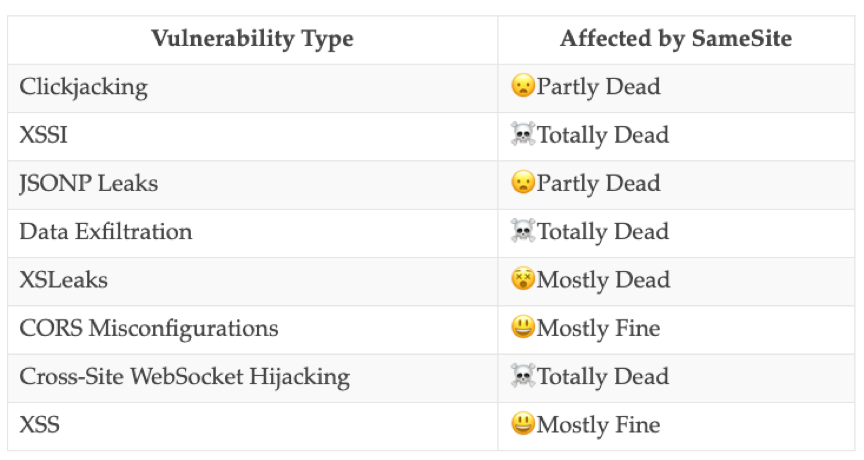 Vulnerability Type Affected by SameSite
Clickjacking 😦Partly Dead
XSSI ☠️Totally Dead
JSONP Leaks 😦Partly Dead
Data Exfiltration ☠️Totally Dead
XSLeaks 😵Mostly Dead
CORS Misconfigurations 😃Mostly Fine
Cross-Site WebSocket Hijacking ☠️Totally Dead
XSS 😃Mostly Fine